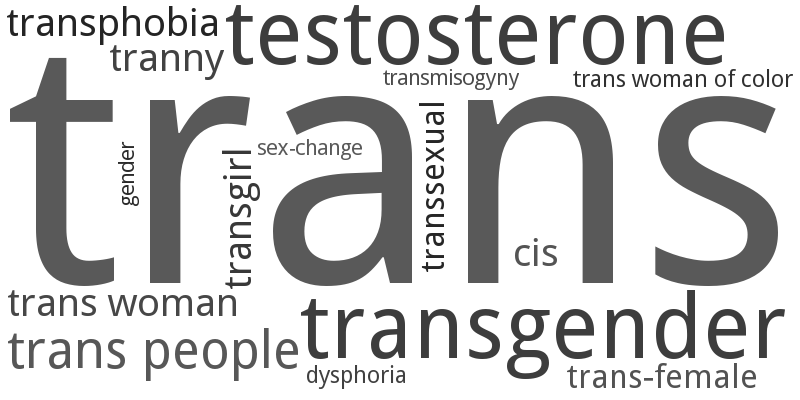 transphobia
testosterone
tranny
transmisogyny
trans woman of color
trans
gender
transgirl
sex-change
transsexual
cis
trans woman
transgender
trans people
dysphoria
trans-female